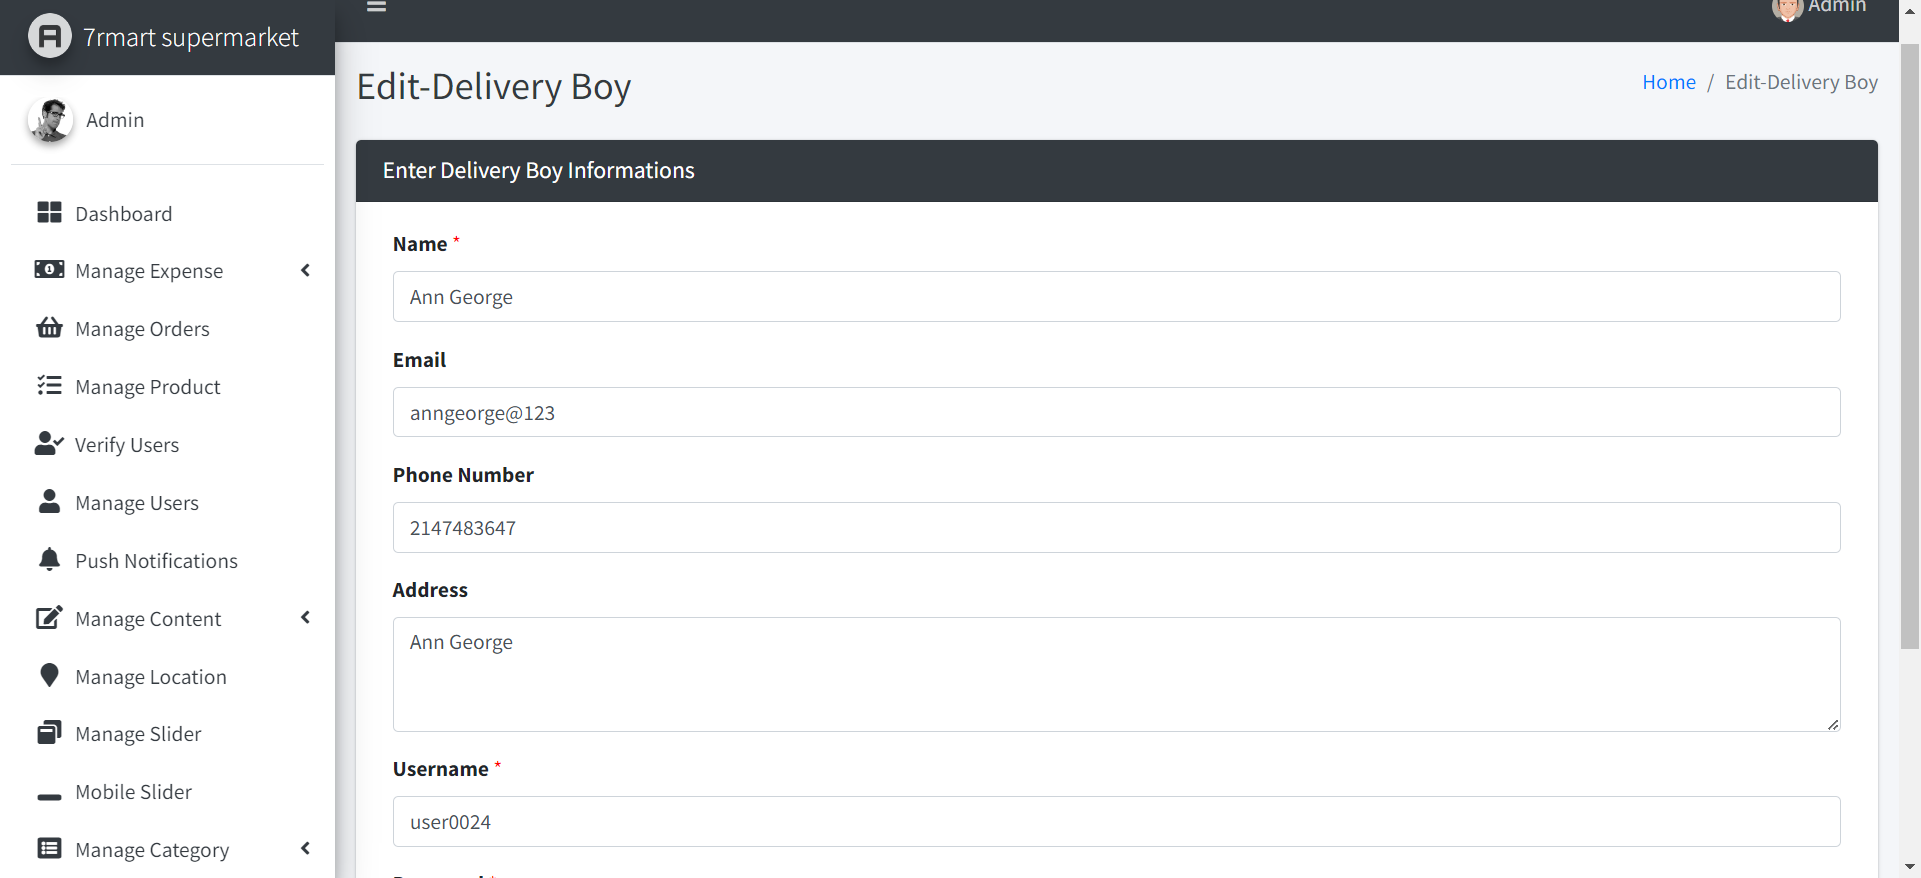 7rmart supermarket
Admin
Dashboard
Manage Expense
Manage Orders
Manage Product
Verify Users
Manage Users
Push Notifications
Manage Content
Manage Location
Manage Slider
Mobile Slider
Manage Category
Admin
Edit-Delivery Boy
Home / Edit-Delivery Boy
Enter Delivery Boy Informations
Name *
Ann George
Email
anngeorge@123
Phone Number
2147483647
Address
Ann George
Username *
user0024